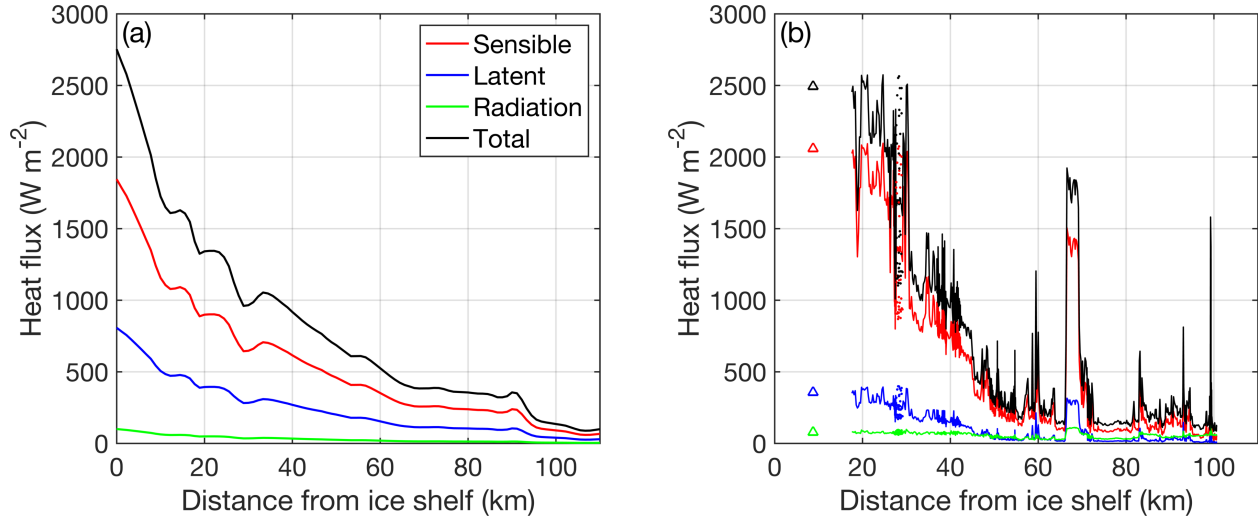 (a)
Sensible
Latent
Radiation
Total
Heat flux (W m⁻²)
3000
2500
2000
1500
1000
500
0
0 20 40 60 80 100
Distance from ice shelf (km)
(b)
Heat flux (W m⁻²)
3000
2500
2000
1500
1000
500
0
0 20 40 60 80 100
Distance from ice shelf (km)